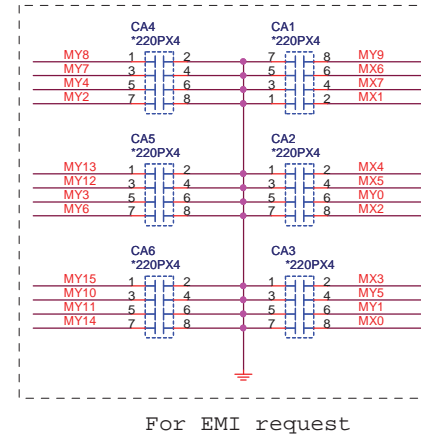 CA4 CA1
*220PX4 *220PX4
MY8 1 2 7 8 MY9
MY7 3 4 5 6 MX6
MY4 5 6 3 4 MX7
MY2 7 8 1 2 MX1
CA5 CA2
*220PX4 *220PX4
MY13 1 2 1 2 MX4
MY12 3 4 3 4 MX5
MY3 5 6 5 6 MY0
MY6 7 8 7 8 MX2
CA6 CA3
*220PX4 *220PX4
MY15 1 2 1 2 MX3
MY10 3 4 3 4 MY5
MY11 5 6 5 6 MY1
MY14 7 8 7 8 MX0
For EMI request